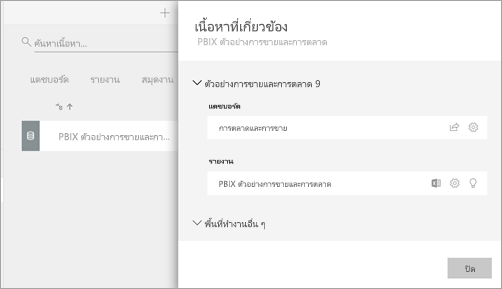 ค้นหาเนื้อหา...
แดชบอร์ด รายงาน สมุดงาน
PBIX ตัวอย่างการขายและกา...
เนื้อหาที่เกี่ยวข้อง
PBIX ตัวอย่างการขายและการตลาด
ตัวอย่างการขายและการตลาด 9
แดชบอร์ด
การตลาดและการขาย
รายงาน
PBIX ตัวอย่างการขายและการตลาด
พื้นที่ทำงานอื่น ๆ
ปิด